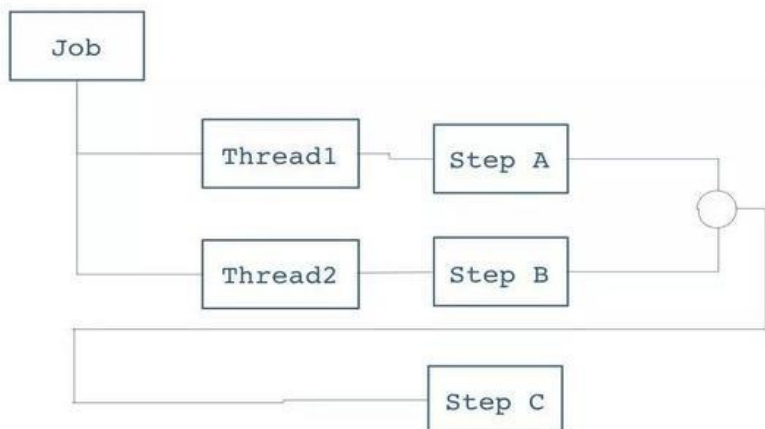 Job
Thread1
Step A
Thread2
Step B
Step C